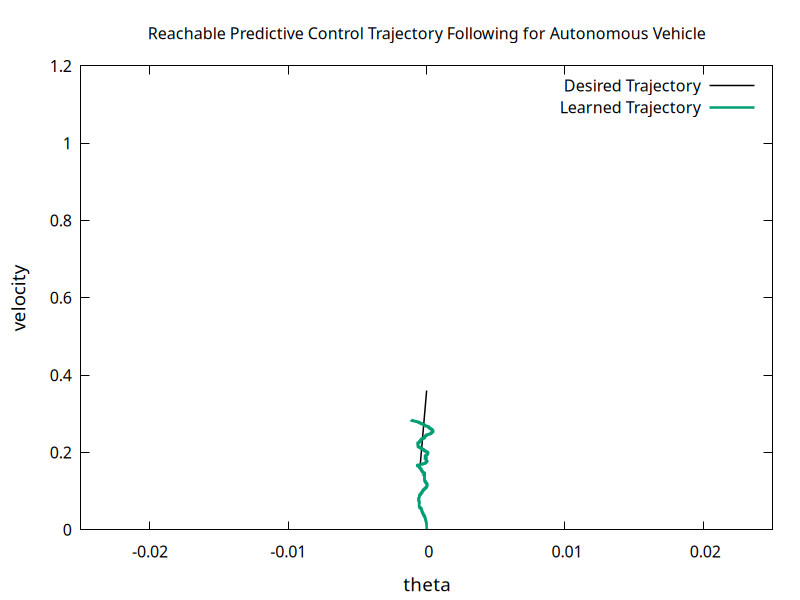 Reachable Predictive Control Trajectory Following for Autonomous Vehicle
Desired Trajectory
Learned Trajectory
1.2
1
0.8
0.6
0.4
0.2
0
velocity
-0.02
-0.01
0
0.01
0.02
theta